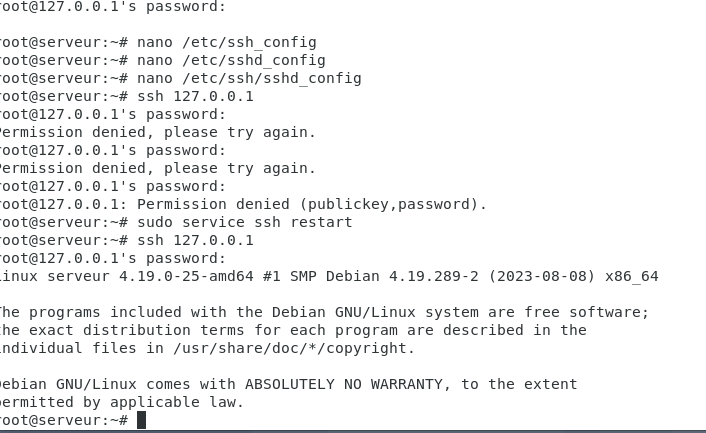 root@127.0.0.1's password:
root@serveur:~# nano /etc/ssh_config
root@serveur:~# nano /etc/sshd_config
root@serveur:~# nano /etc/ssh/sshd_config
root@serveur:~# ssh 127.0.0.1
root@127.0.0.1's password:
Permission denied, please try again.
root@127.0.0.1's password:
Permission denied, please try again.
root@127.0.0.1's password:
root@127.0.0.1: Permission denied (publickey,password).
root@serveur:~# sudo service ssh restart
root@serveur:~# ssh 127.0.0.1
root@127.0.0.1's password:
Linux serveur 4.19.0-25-amd64 #1 SMP Debian 4.19.289-2 (2023-08-08) x86_64
The programs included with the Debian GNU/Linux system are free software;
the exact distribution terms for each program are described in the
individual files in /usr/share/doc/*/copyright.
Debian GNU/Linux comes with ABSOLUTELY NO WARRANTY, to the extent
permitted by applicable law.
root@serveur:~#